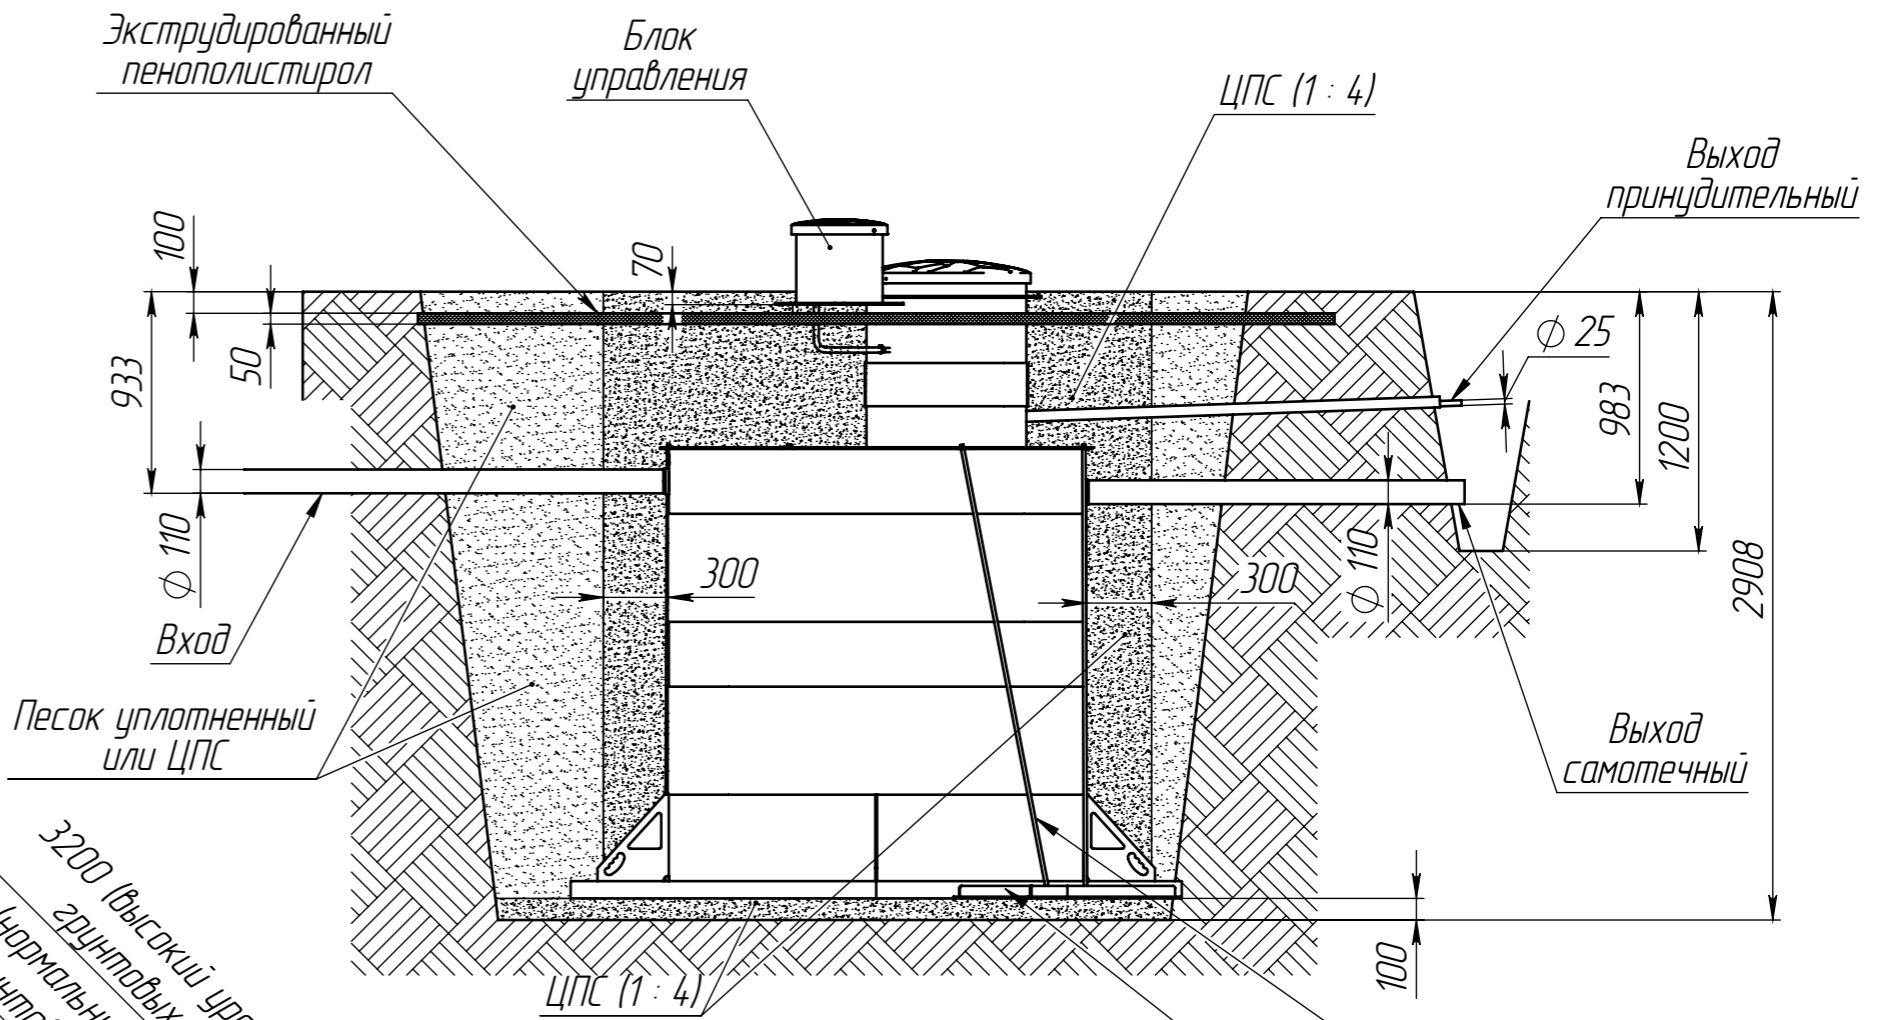 Экструдированный
пенополистирол
Блок
управления
ЦПС (1 : 4)
Выход
принудительный
100
70
50
933
⌀ 25
983
1200
2908
⌀ 110
300
300
⌀ 110
Вход
Песок уплотненный
или ЦПС
Выход
самотечный
100
ЦПС (1 : 4)
3200 (высокий
грунтовых